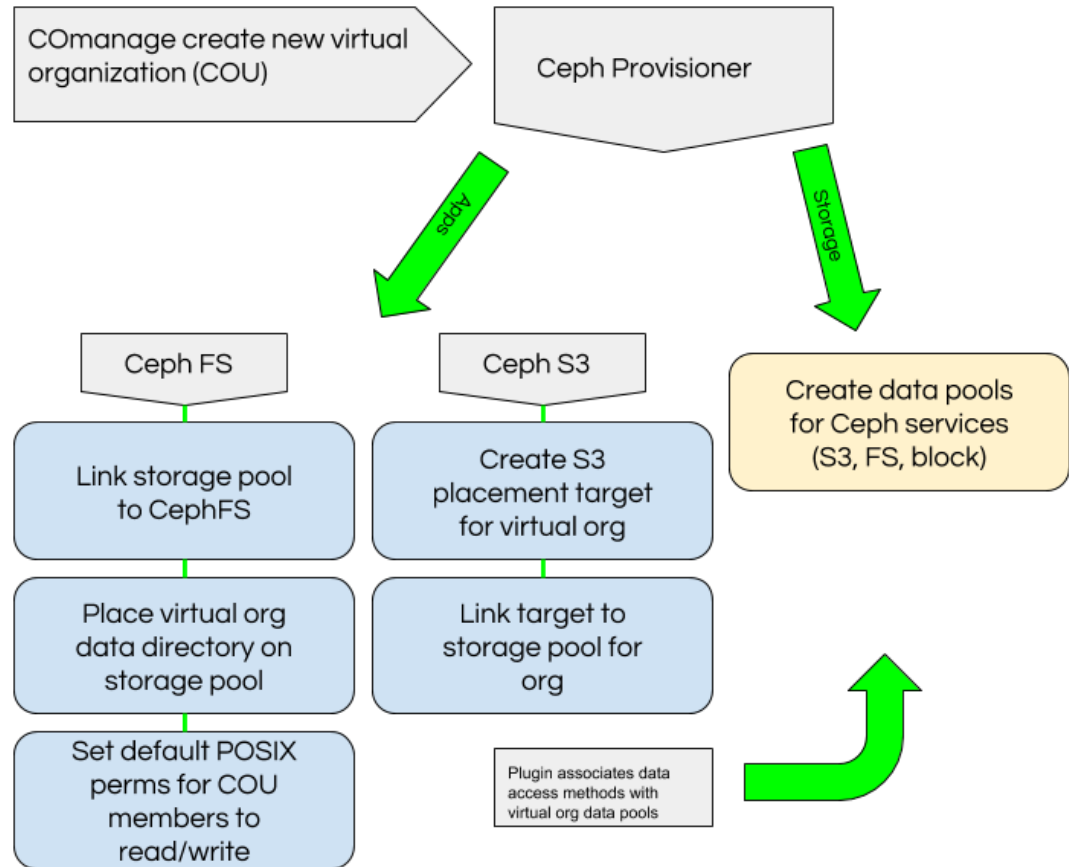 COmanage create new virtual
organization (COU)
Ceph Provisioner
Apps
Storage
Ceph FS
Link storage pool
to CephFS
Place virtual org
data directory on
storage pool
Set default POSIX
perms for COU
members to
read/write
Ceph S3
Create S3
placement target
for virtual org
Link target to
storage pool for
org
Create data pools
for Ceph services
(S3, FS, block)
Plugin associates data
access methods with
virtual org data pools